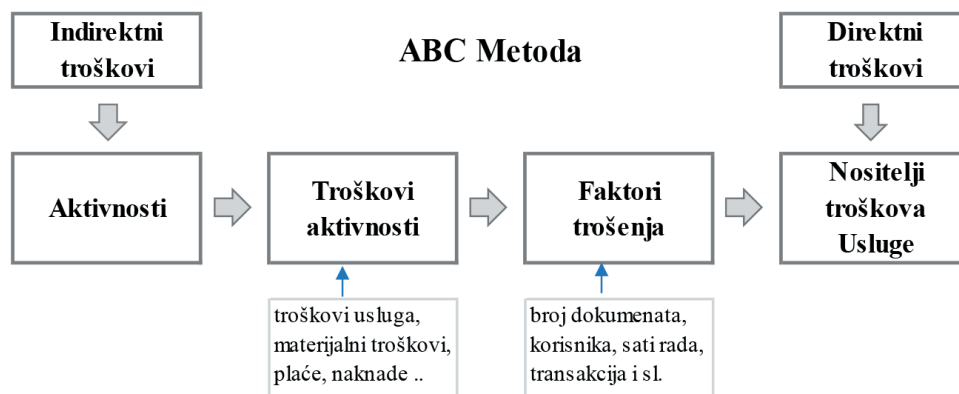 Indirektni
troškovi
ABC Metoda
Direktni
troškovi
Aktivnosti
Troškovi
aktivnosti
Faktori
trošenja
Nositelji
troškova
Usluge
troškovi usluga,
materijalni troškovi,
plaće, naknade ..
broj dokumenata,
korisnika, sati rada,
transakcija i sl.